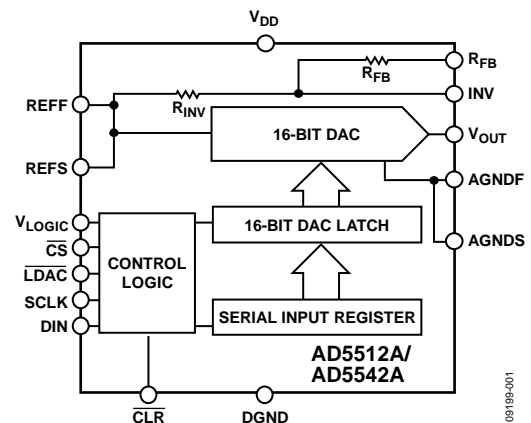 VDD
RFB
RFB
REFF
RINV
INV
16-BIT DAC
VOUT
REFS
AGNDF
VLOGIC
16-BIT DAC LATCH
AGNDS
CS
CONTROL
LOGIC
LDAC
SCLK
DIN
SERIAL INPUT REGISTER
AD5512A/
AD5542A
CLR
DGND
09199-001